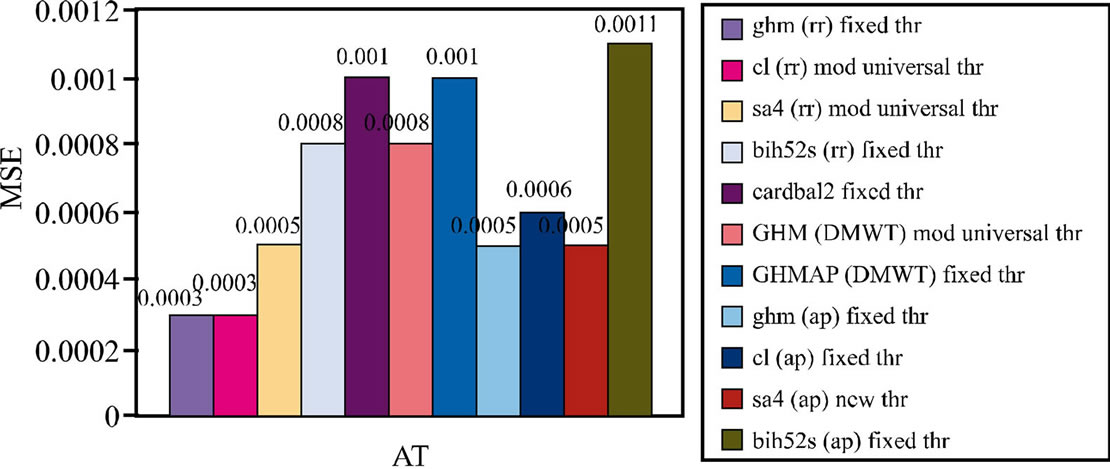 0.0012
0.001
0.0008
0.0006
0.0004
0.0002
0
MSE
0.0003
0.0003
0.0005
0.0008
0.001
0.0008
0.001
0.0005
0.0006
0.0005
0.0011
AT
ghm (rr) fixed thr
cl (rr) mod universal thr
sa4 (rr) mod universal thr
bih52s (rr) fixed thr
cardbal2 fixed thr
GHM (DMWT) mod universal thr
GHMAP (DMWT) fixed thr
ghm (ap) fixed thr
cl (ap) fixed thr
sa4 (ap) new thr
bih52s (ap) fixed thr